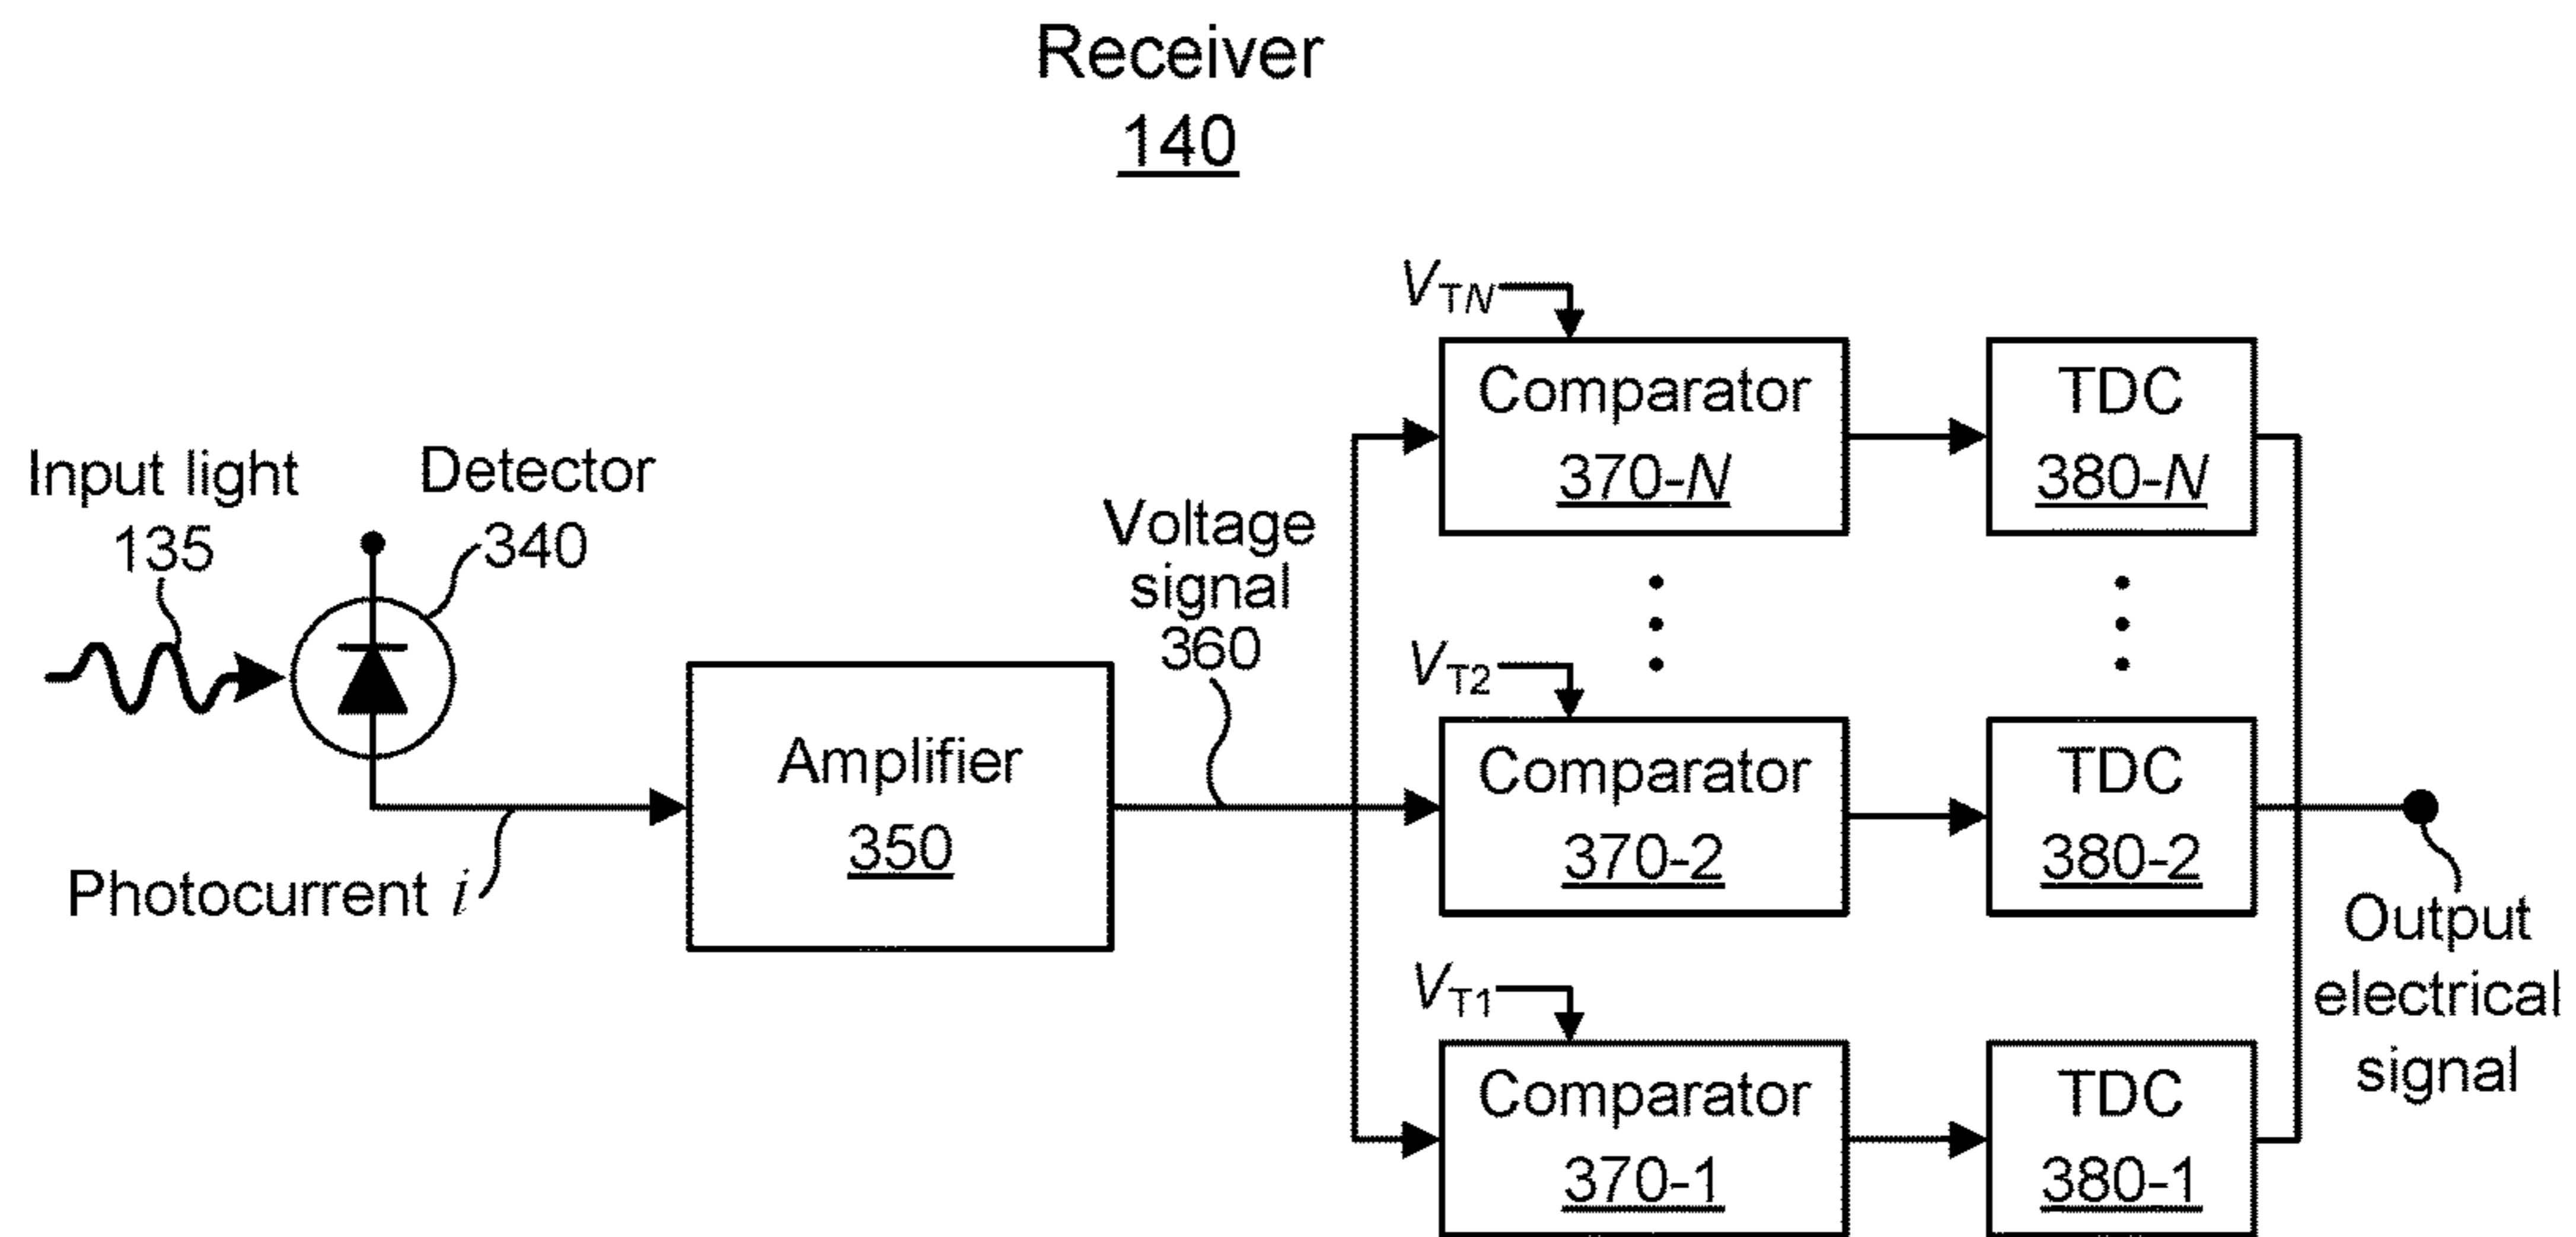 Receiver
140
Input light
135
Detector
340
Photocurrent i
Amplifier
350
Voltage
signal
360
VTN
Comparator
370-N
TDC
380-N
VT2
Comparator
370-2
TDC
380-2
VT1
Comparator
370-1
TDC
380-1
Output
electrical
signal